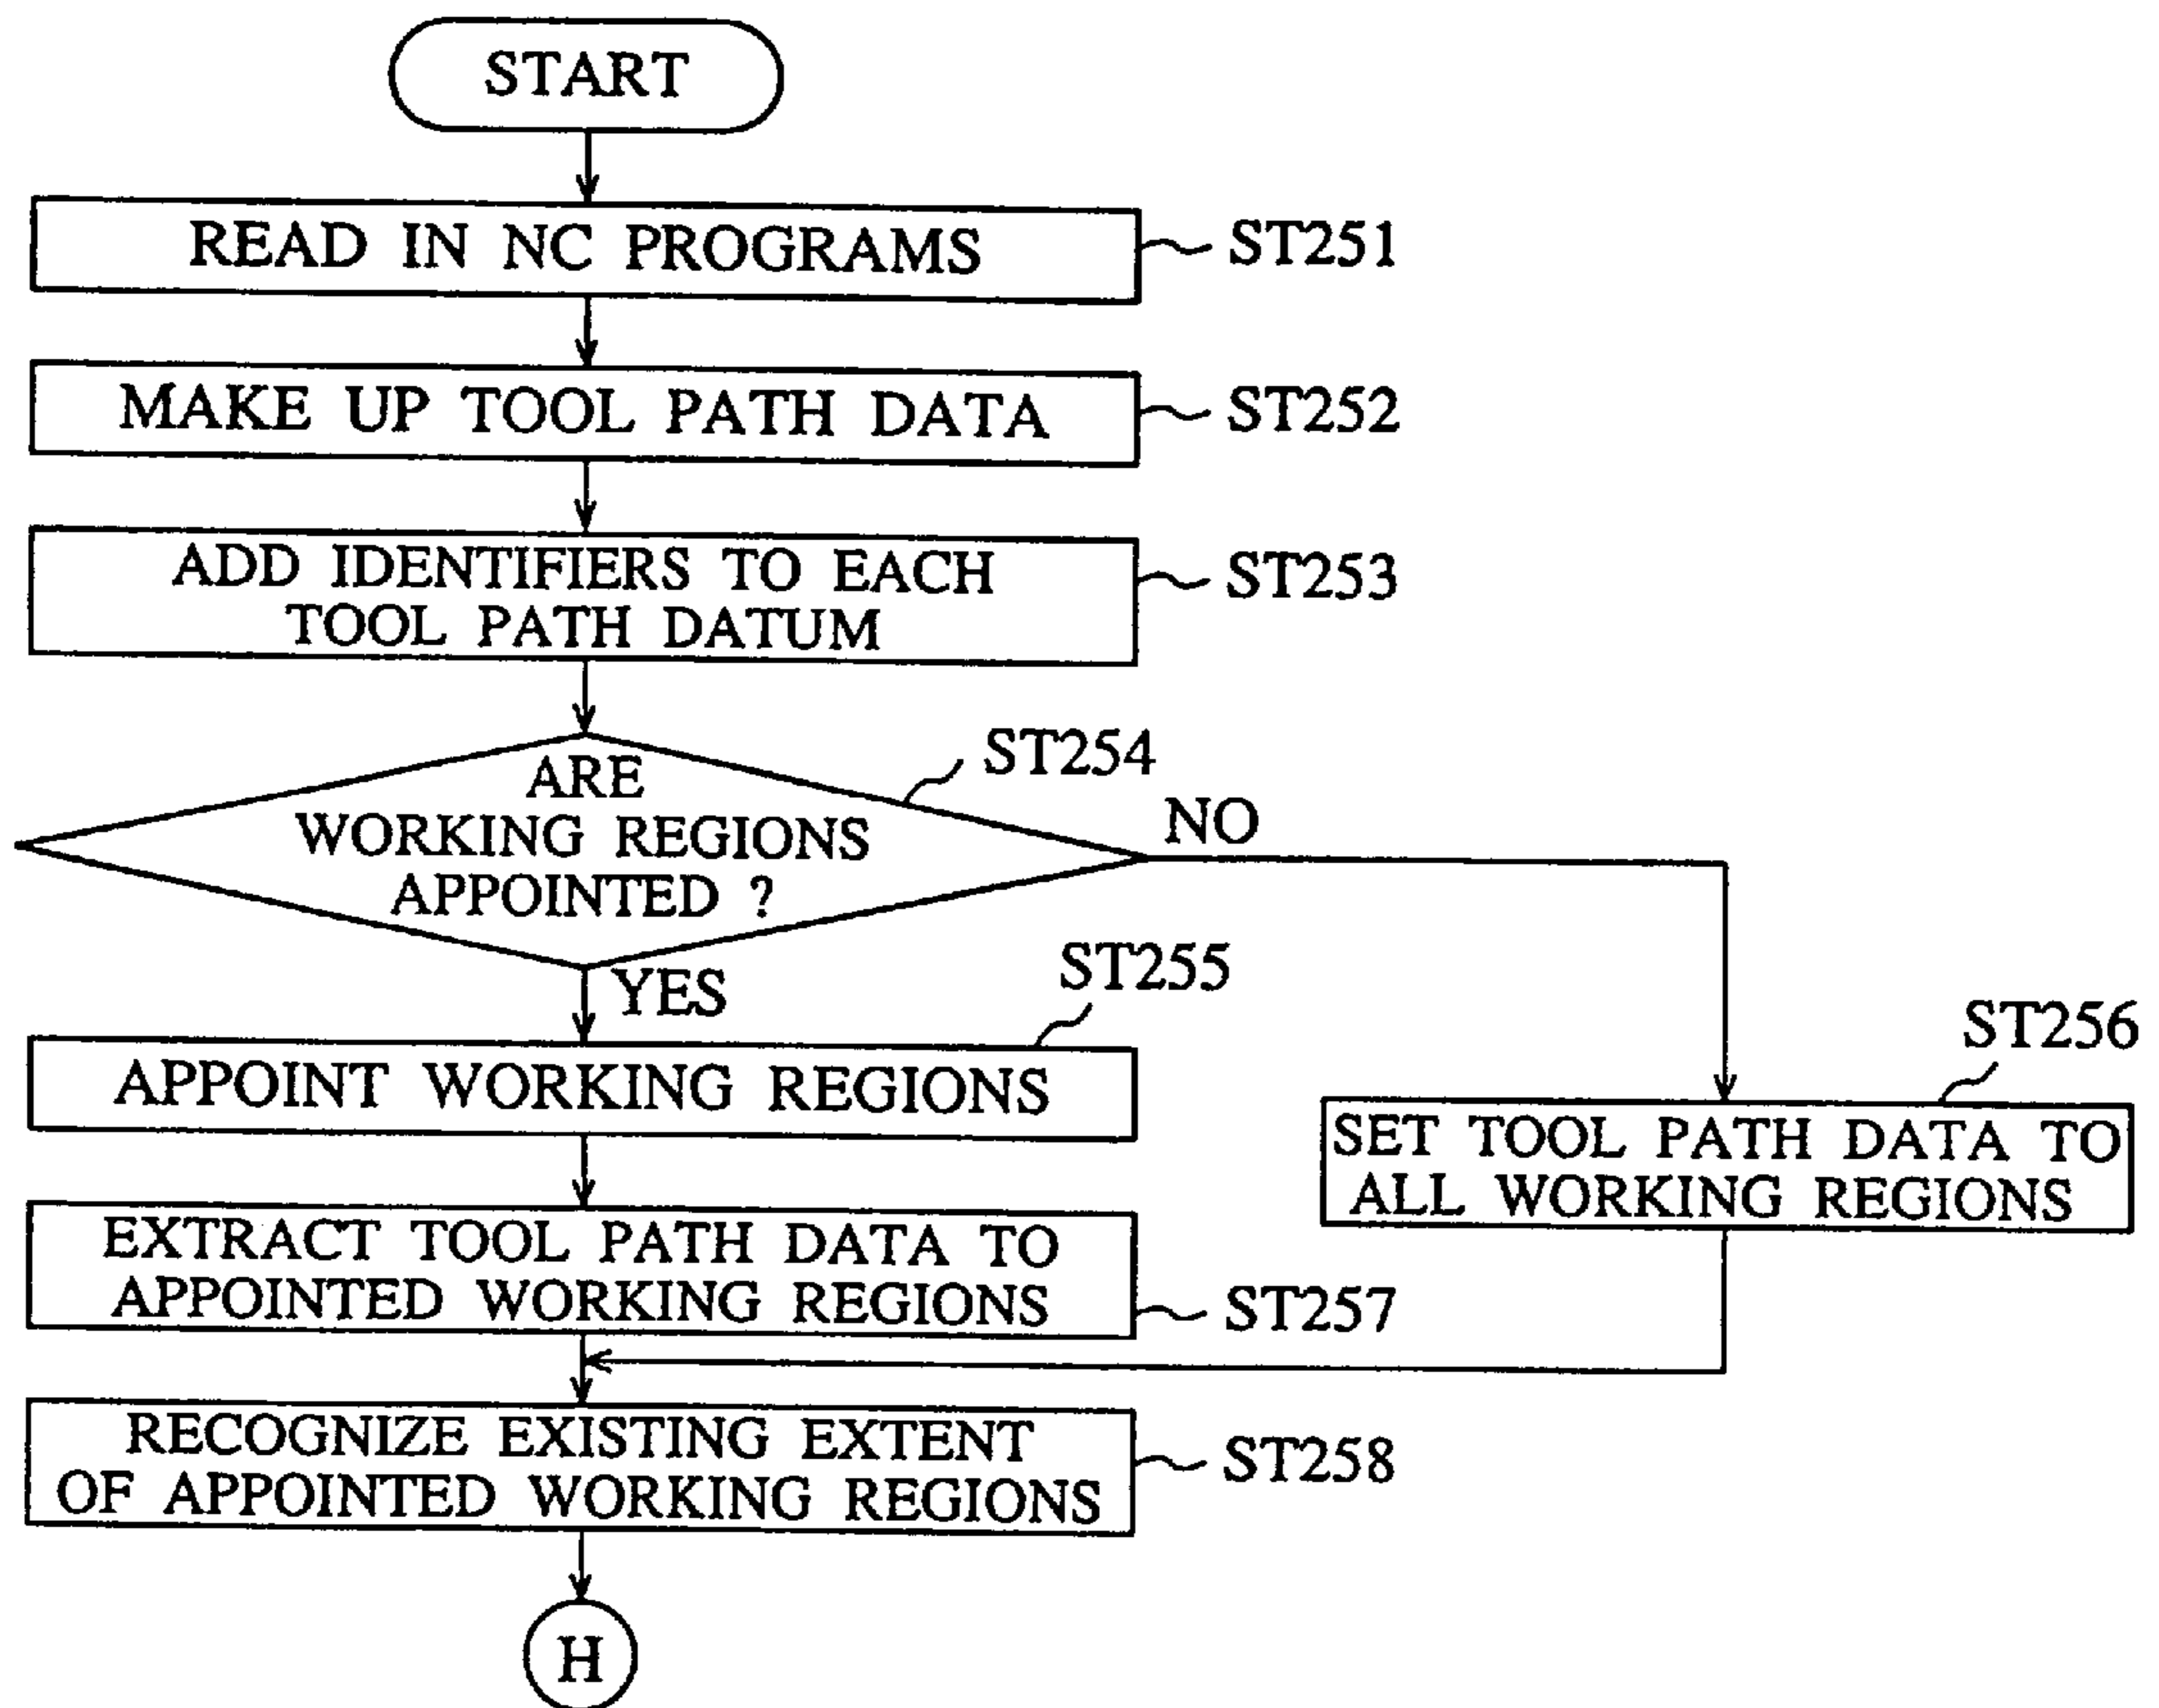 START
READ IN NC PROGRAMS
ST251
MAKE UP TOOL PATH DATA
ST252
ADD IDENTIFIERS TO EACH
TOOL PATH DATUM
ST253
ST254
ARE
WORKING REGIONS
APPOINTED ?
NO
YES
ST255
APPOINT WORKING REGIONS
ST256
SET TOOL PATH DATA TO
ALL WORKING REGIONS
EXTRACT TOOL PATH DATA TO
APPOINTED WORKING REGIONS
ST257
RECOGNIZE EXISTING EXTENT
OF APPOINTED WORKING REGIONS
ST258
H